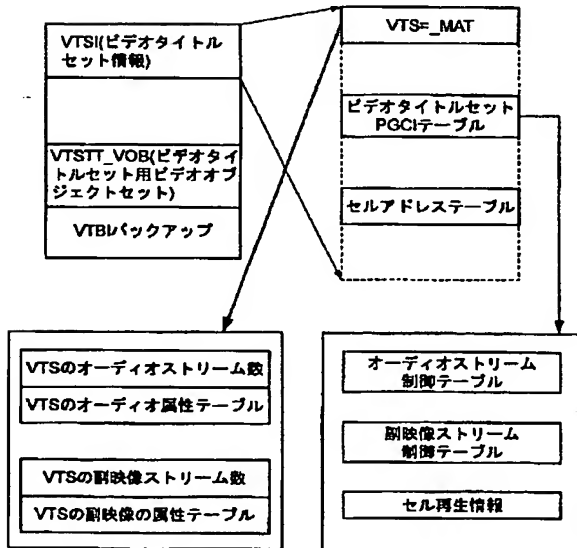 VTSI(ビデオタイトル
セット情報)
VTSTT_VOB(ビデオタイ
トルセット用ビデオオブ
ジェクトセット)
VTBIバックアップ
VTS=_MAT
ビデオタイトルセット
PGCIテーブル
セルアドレステーブル
VTSのオーディオストリーム数
VTSのオーディオ属性テーブル
VTSの副映像ストリーム数
VTSの副映像の属性テーブル
オーディオストリーム
制御テーブル
副映像ストリーム
制御テーブル
セル再生情報